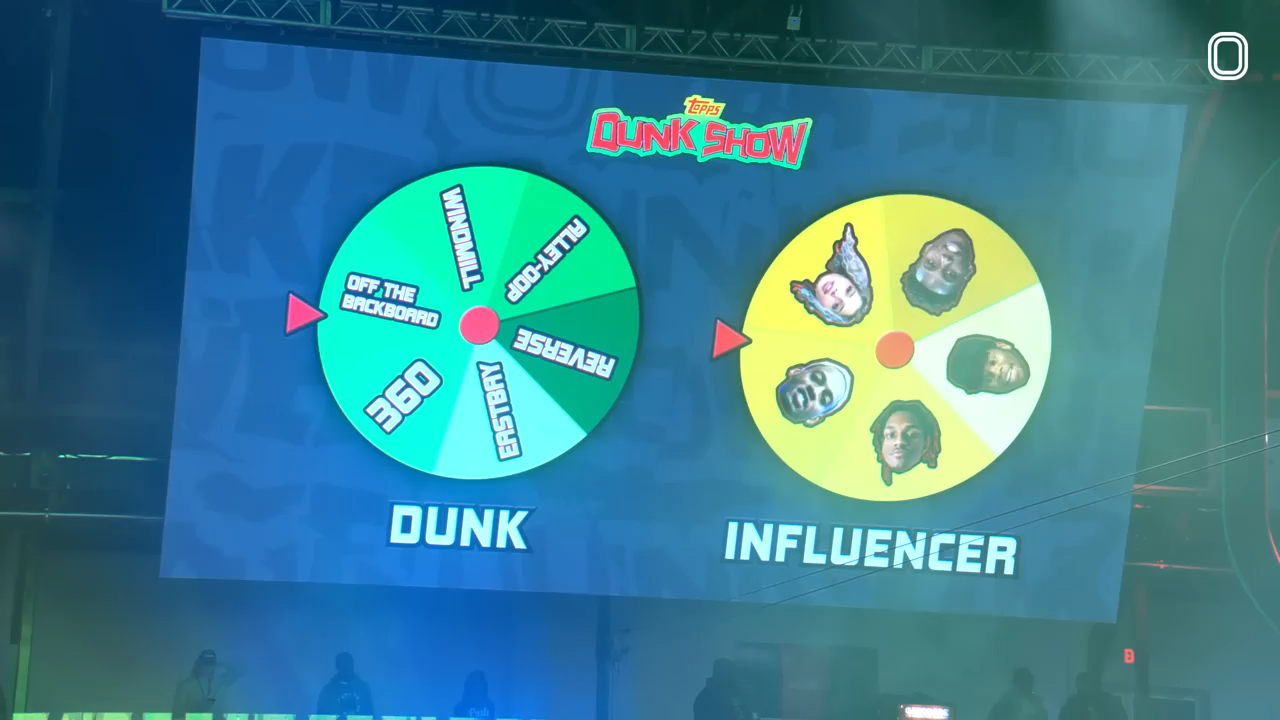 TOPPS
DUNK SHOW
WINDMILL
ALLEY-OOP
OFF THE
BACKBOARD
REVERSE
360
EASTBAY
DUNK
INFLUENCER